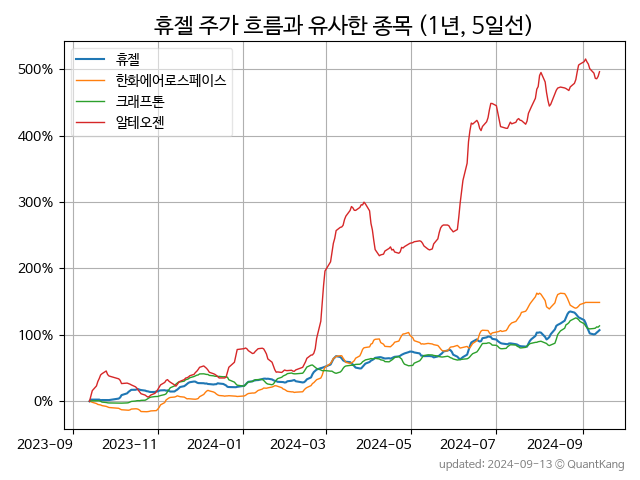 휴젤 주가 흐름과 유사한 종목 (1년, 5일선)
휴젤
한화에어로스페이스
크래프톤
알테오젠
500%
400%
300%
200%
100%
0%
2023-09 2023-11 2024-01 2024-03 2024-05 2024-07 2024-09
updated: 2024-09-13 © QuantKang